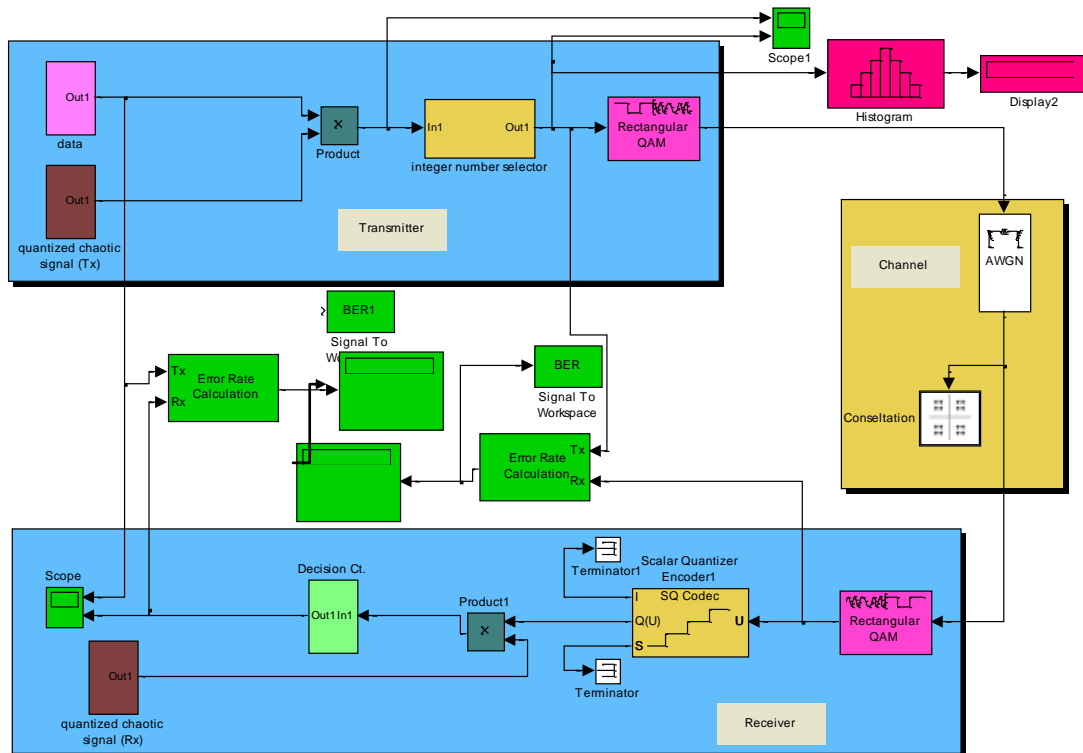 Scope1
Histogram
Display2
Out1
data
×
Product
In1
Out1
integer number selector
Rectangular
QAM
Out1
quantized chaotic
signal (Tx)
Transmitter
Channel
AWGN
Conseltation
BER1
Signal To
Tx
Rx
Error Rate
Calculation
BER
Signal To
Workspace
Error Rate
Calculation
Tx
Rx
Scope
Decision Ct.
Out1
In1
Product1
×
Terminator1
Scalar Quantizer
Encoder1
SQ Codec
I
Q(U)
S
U
Terminator
Rectangular
QAM
Out1
quantized chaotic
signal (Rx)
Receiver